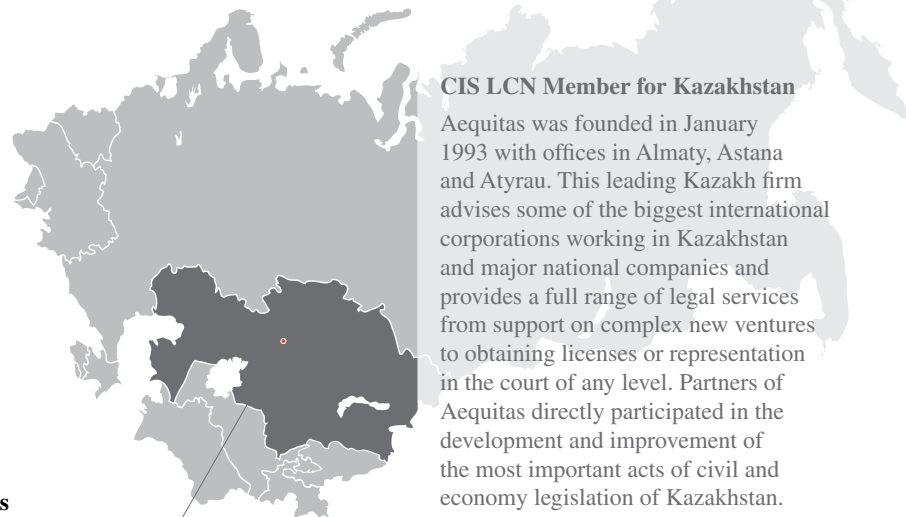 CIS LCN Member for Kazakhstan
Aequitas was founded in January
1993 with offices in Almaty, Astana
and Atyrau. This leading Kazakh firm
advises some of the biggest international
corporations working in Kazakhstan
and major national companies and
provides a full range of legal services
from support on complex new ventures
to obtaining licenses or representation
in the court of any level. Partners of
Aequitas directly participated in the
development and improvement of
the most important acts of civil and
economy legislation of Kazakhstan.
s